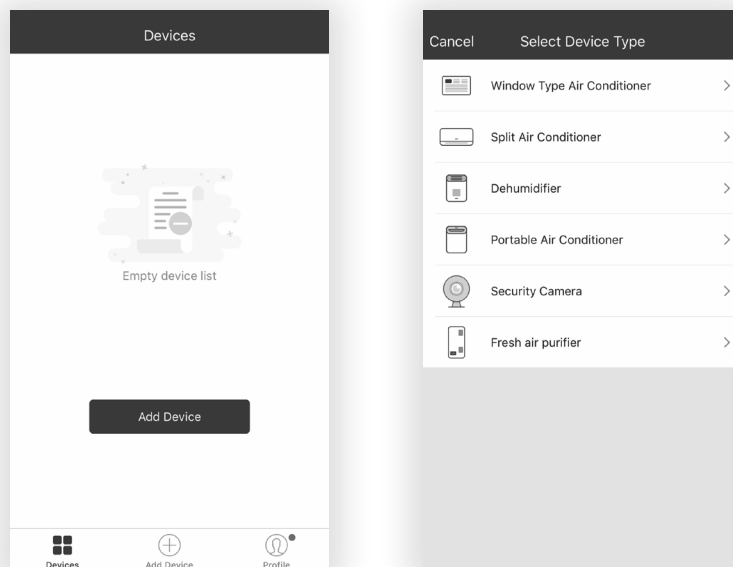 Devices
Empty device list
Add Device
Devices
Add Device
Profile
Cancel
Select Device Type
Window Type Air Conditioner
Split Air Conditioner
Dehumidifier
Portable Air Conditioner
Security Camera
Fresh air purifier